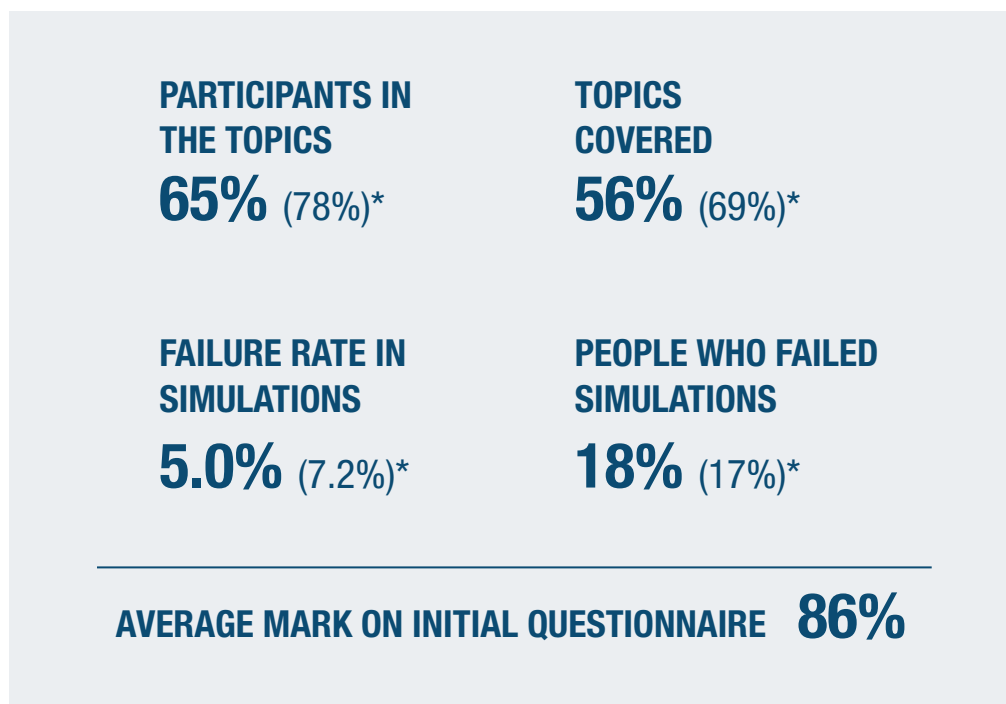 PARTICIPANTS IN
THE TOPICS
65% (78%)*
TOPICS
COVERED
56% (69%)*
FAILURE RATE IN
SIMULATIONS
5.0% (7.2%)*
PEOPLE WHO FAILED
SIMULATIONS
18% (17%)*
AVERAGE MARK ON INITIAL QUESTIONNAIRE 86%